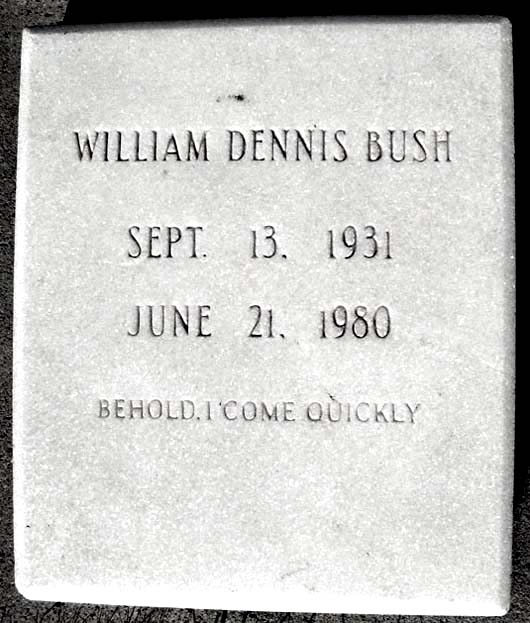 WILLIAM DENNIS BUSH
SEPT. 13, 1931
JUNE 21, 1980
BEHOLD, I COME QUICKLY